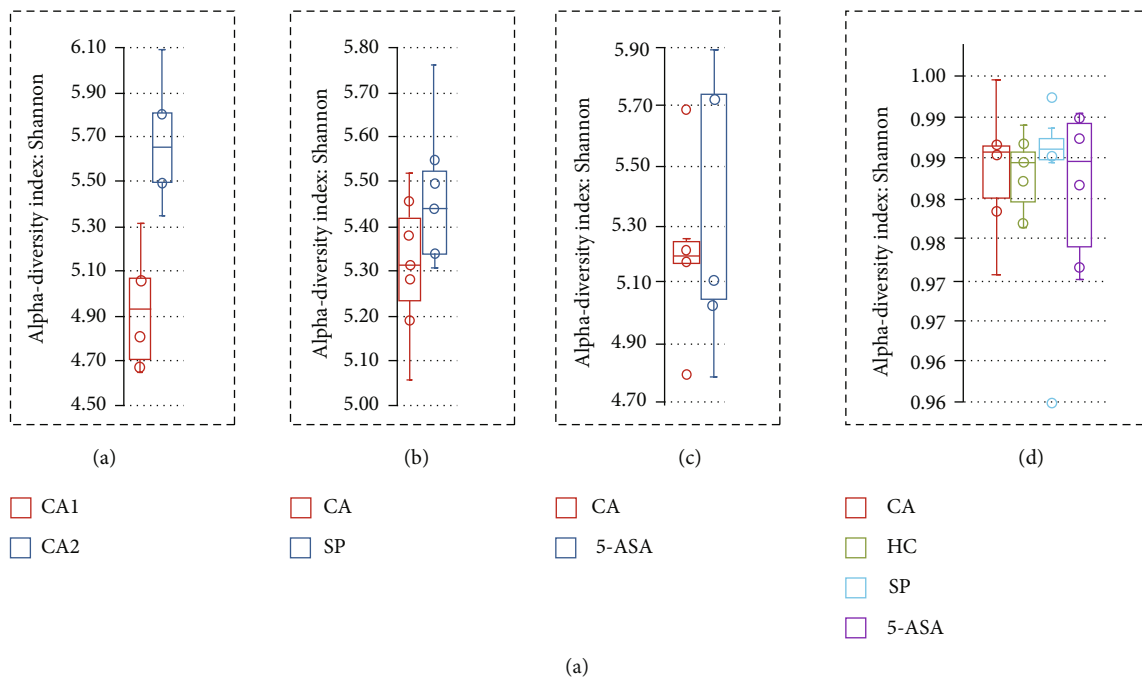 Alpha-diversity index: Shannon
6.10
5.90
5.70
5.50
5.30
5.10
4.90
4.70
4.50
(a)
CA1
CA2
Alpha-diversity index: Shannon
5.80
5.70
5.60
5.50
5.40
5.30
5.20
5.10
5.00
(b)
CA
SP
Alpha-diversity index: Shannon
5.90
5.70
5.50
5.30
5.10
4.90
4.70
(c)
CA
5-ASA
Alpha-diversity index: Shannon
1.00
0.99
0.99
0.98
0.98
0.97
0.97
0.96
0.96
(d)
CA
HC
SP
5-ASA
(a)